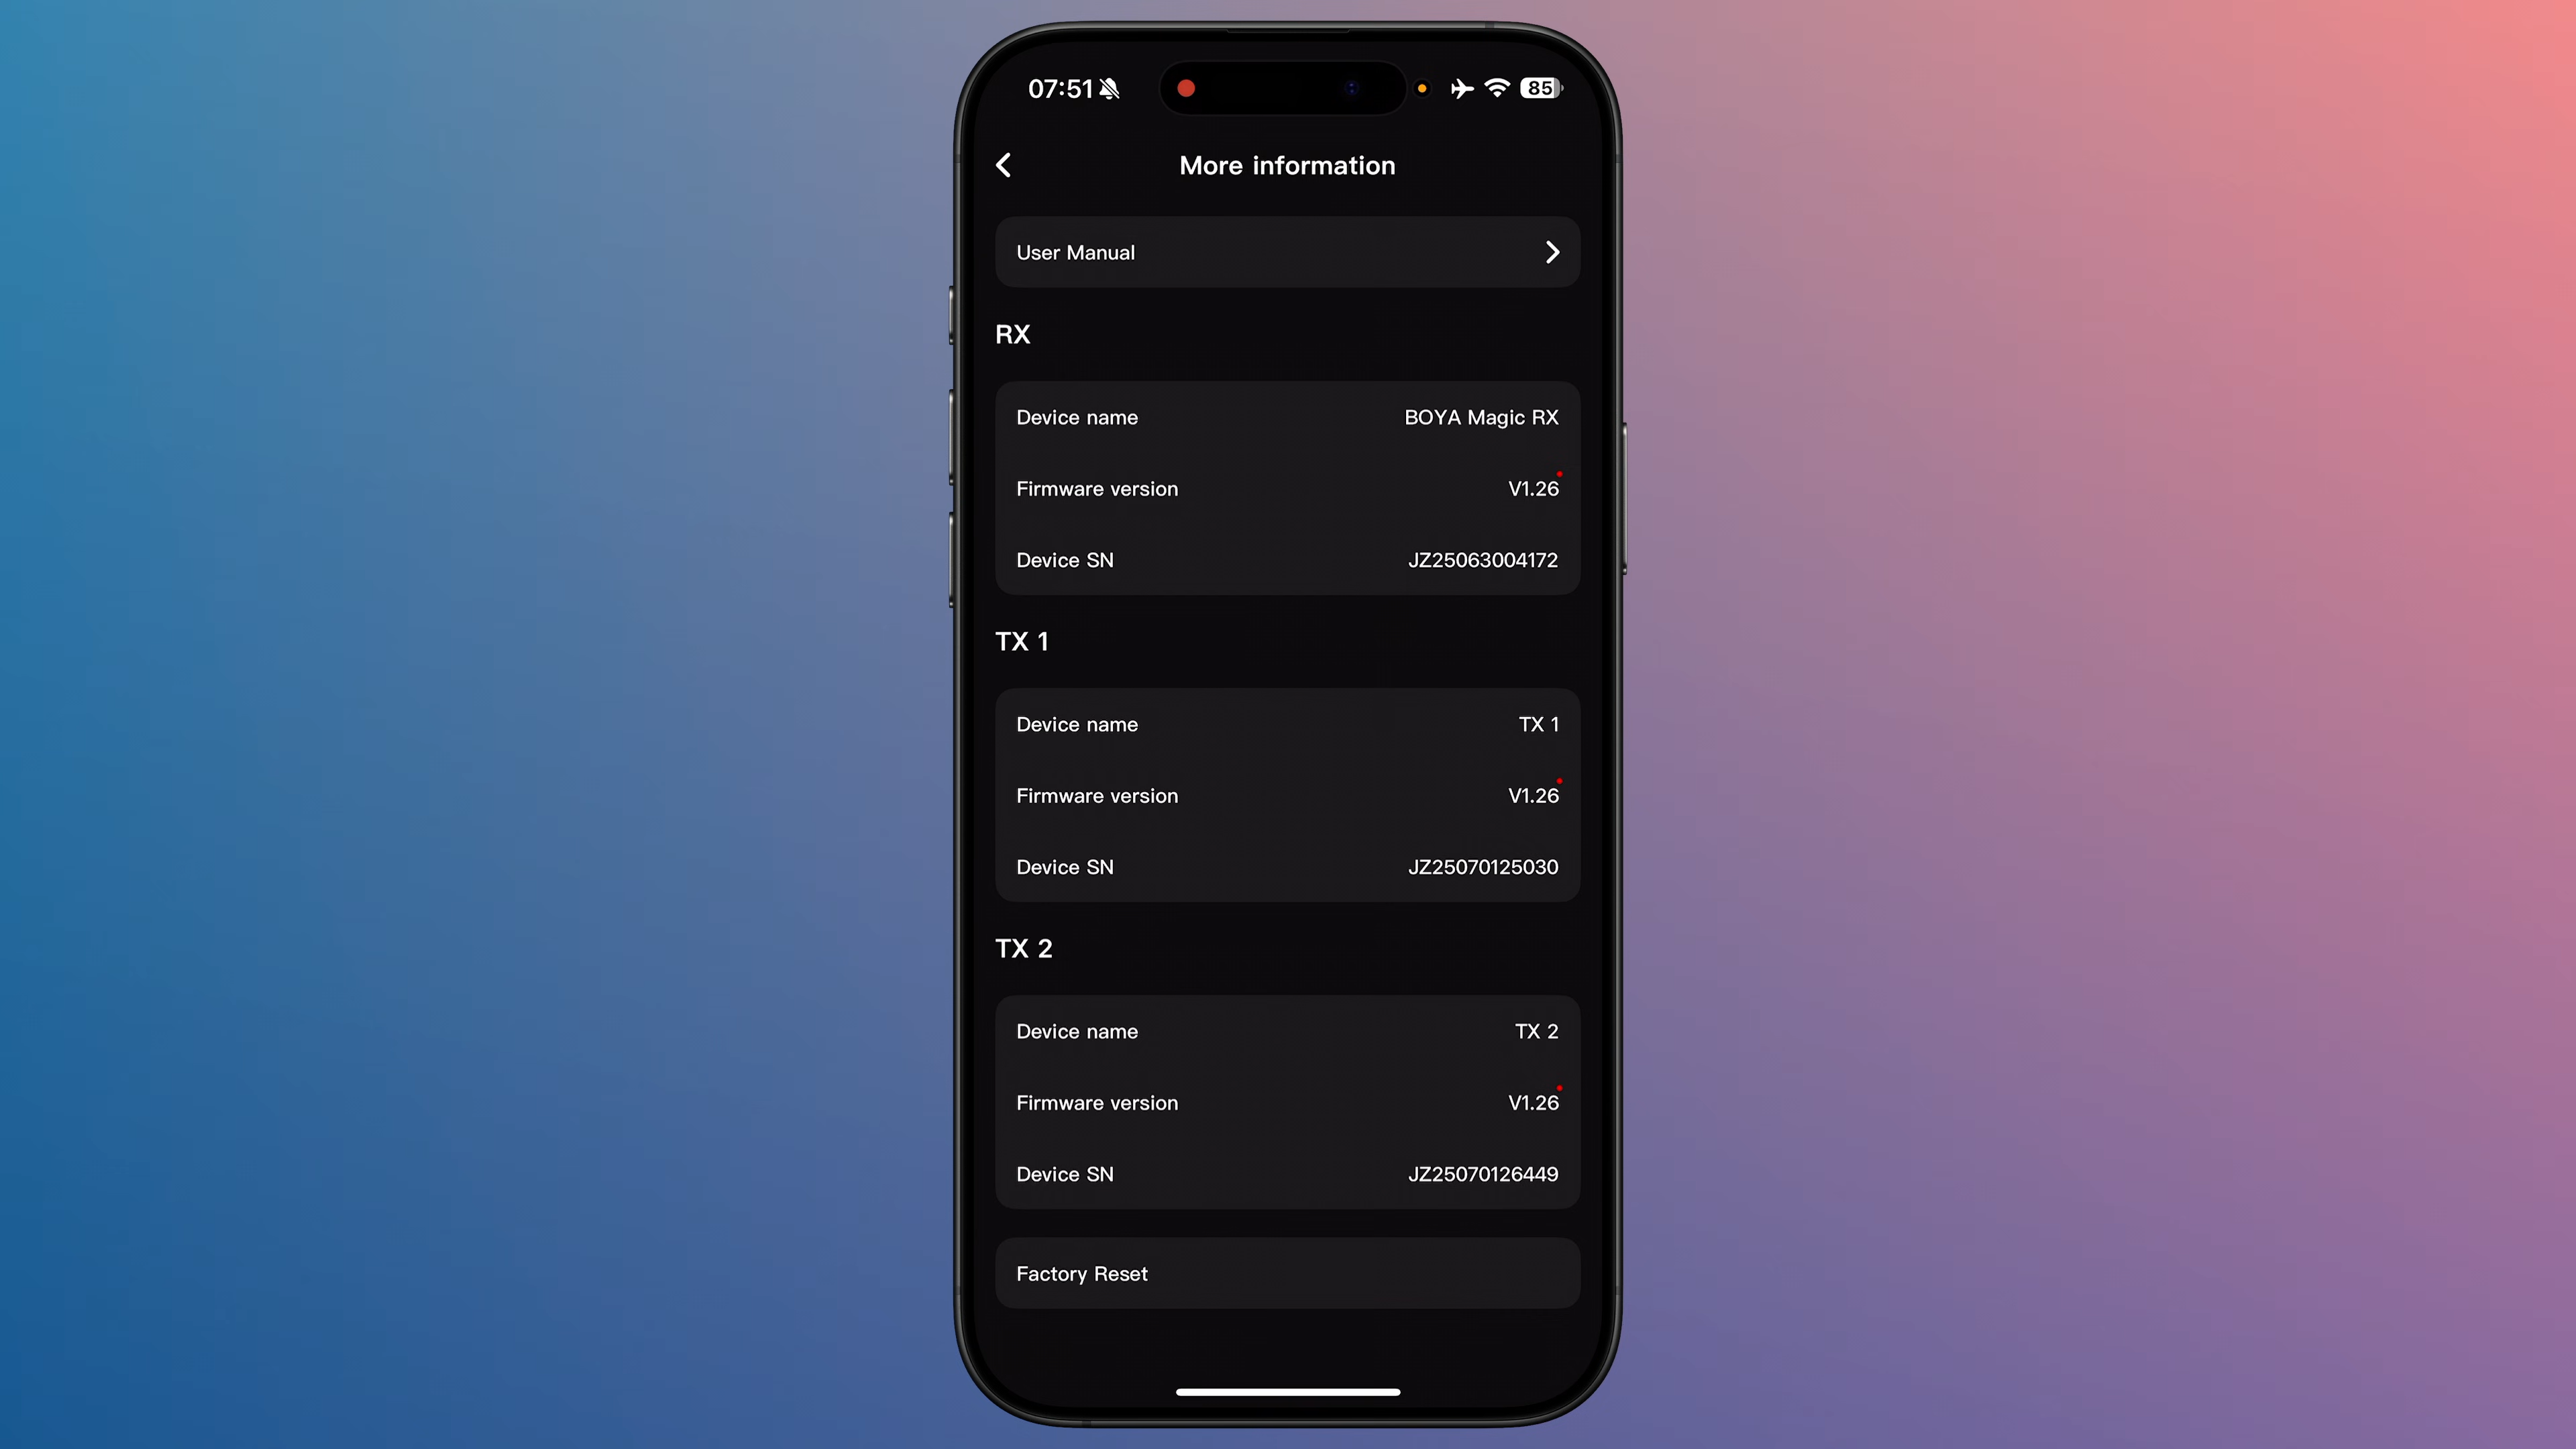 07:51
85
More information
User Manual
RX
Device name BOYA Magic RX
Firmware version V1.26
Device SN JZ25063004172
TX 1
Device name TX 1
Firmware version V1.26
Device SN JZ25070125030
TX 2
Device name TX 2
Firmware version V1.26
Device SN JZ25070126449
Factory Reset